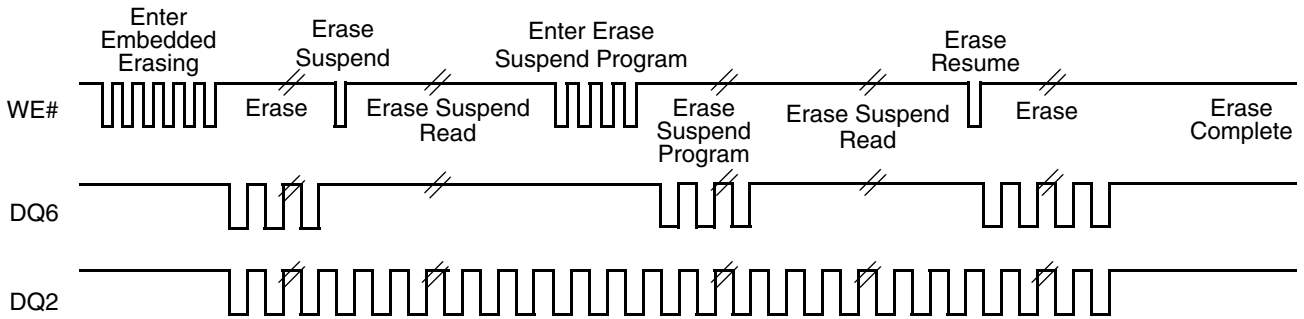 Enter
Embedded
Erasing
Erase
Suspend
Enter Erase
Suspend Program
Erase
Resume
WE#
Erase
Erase Suspend
Read
Erase
Suspend
Program
Erase Suspend
Read
Erase
Erase
Complete
DQ6
DQ2